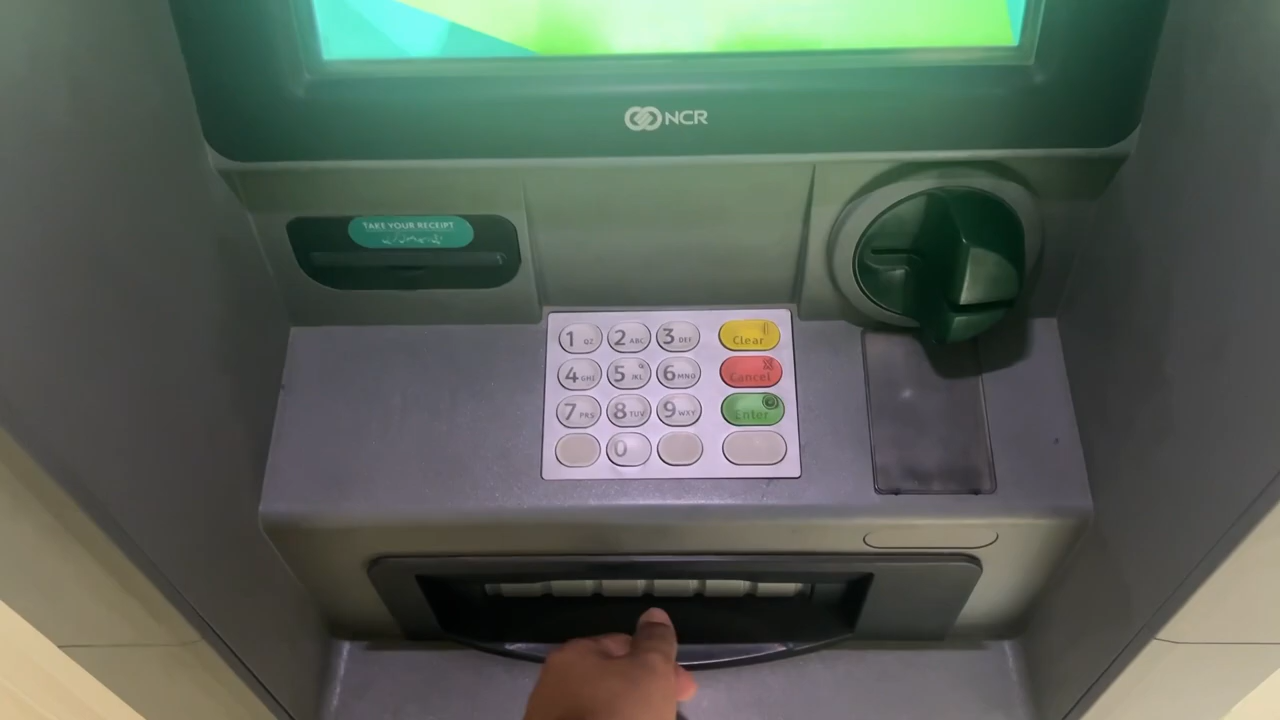 NCR
TAKE YOUR RECEIPT
1 QZ 2 ABC 3 DEF Clear
4 GHI 5 JKL 6 MNO Cancel
7 PRS 8 TUV 9 WXY Enter
0